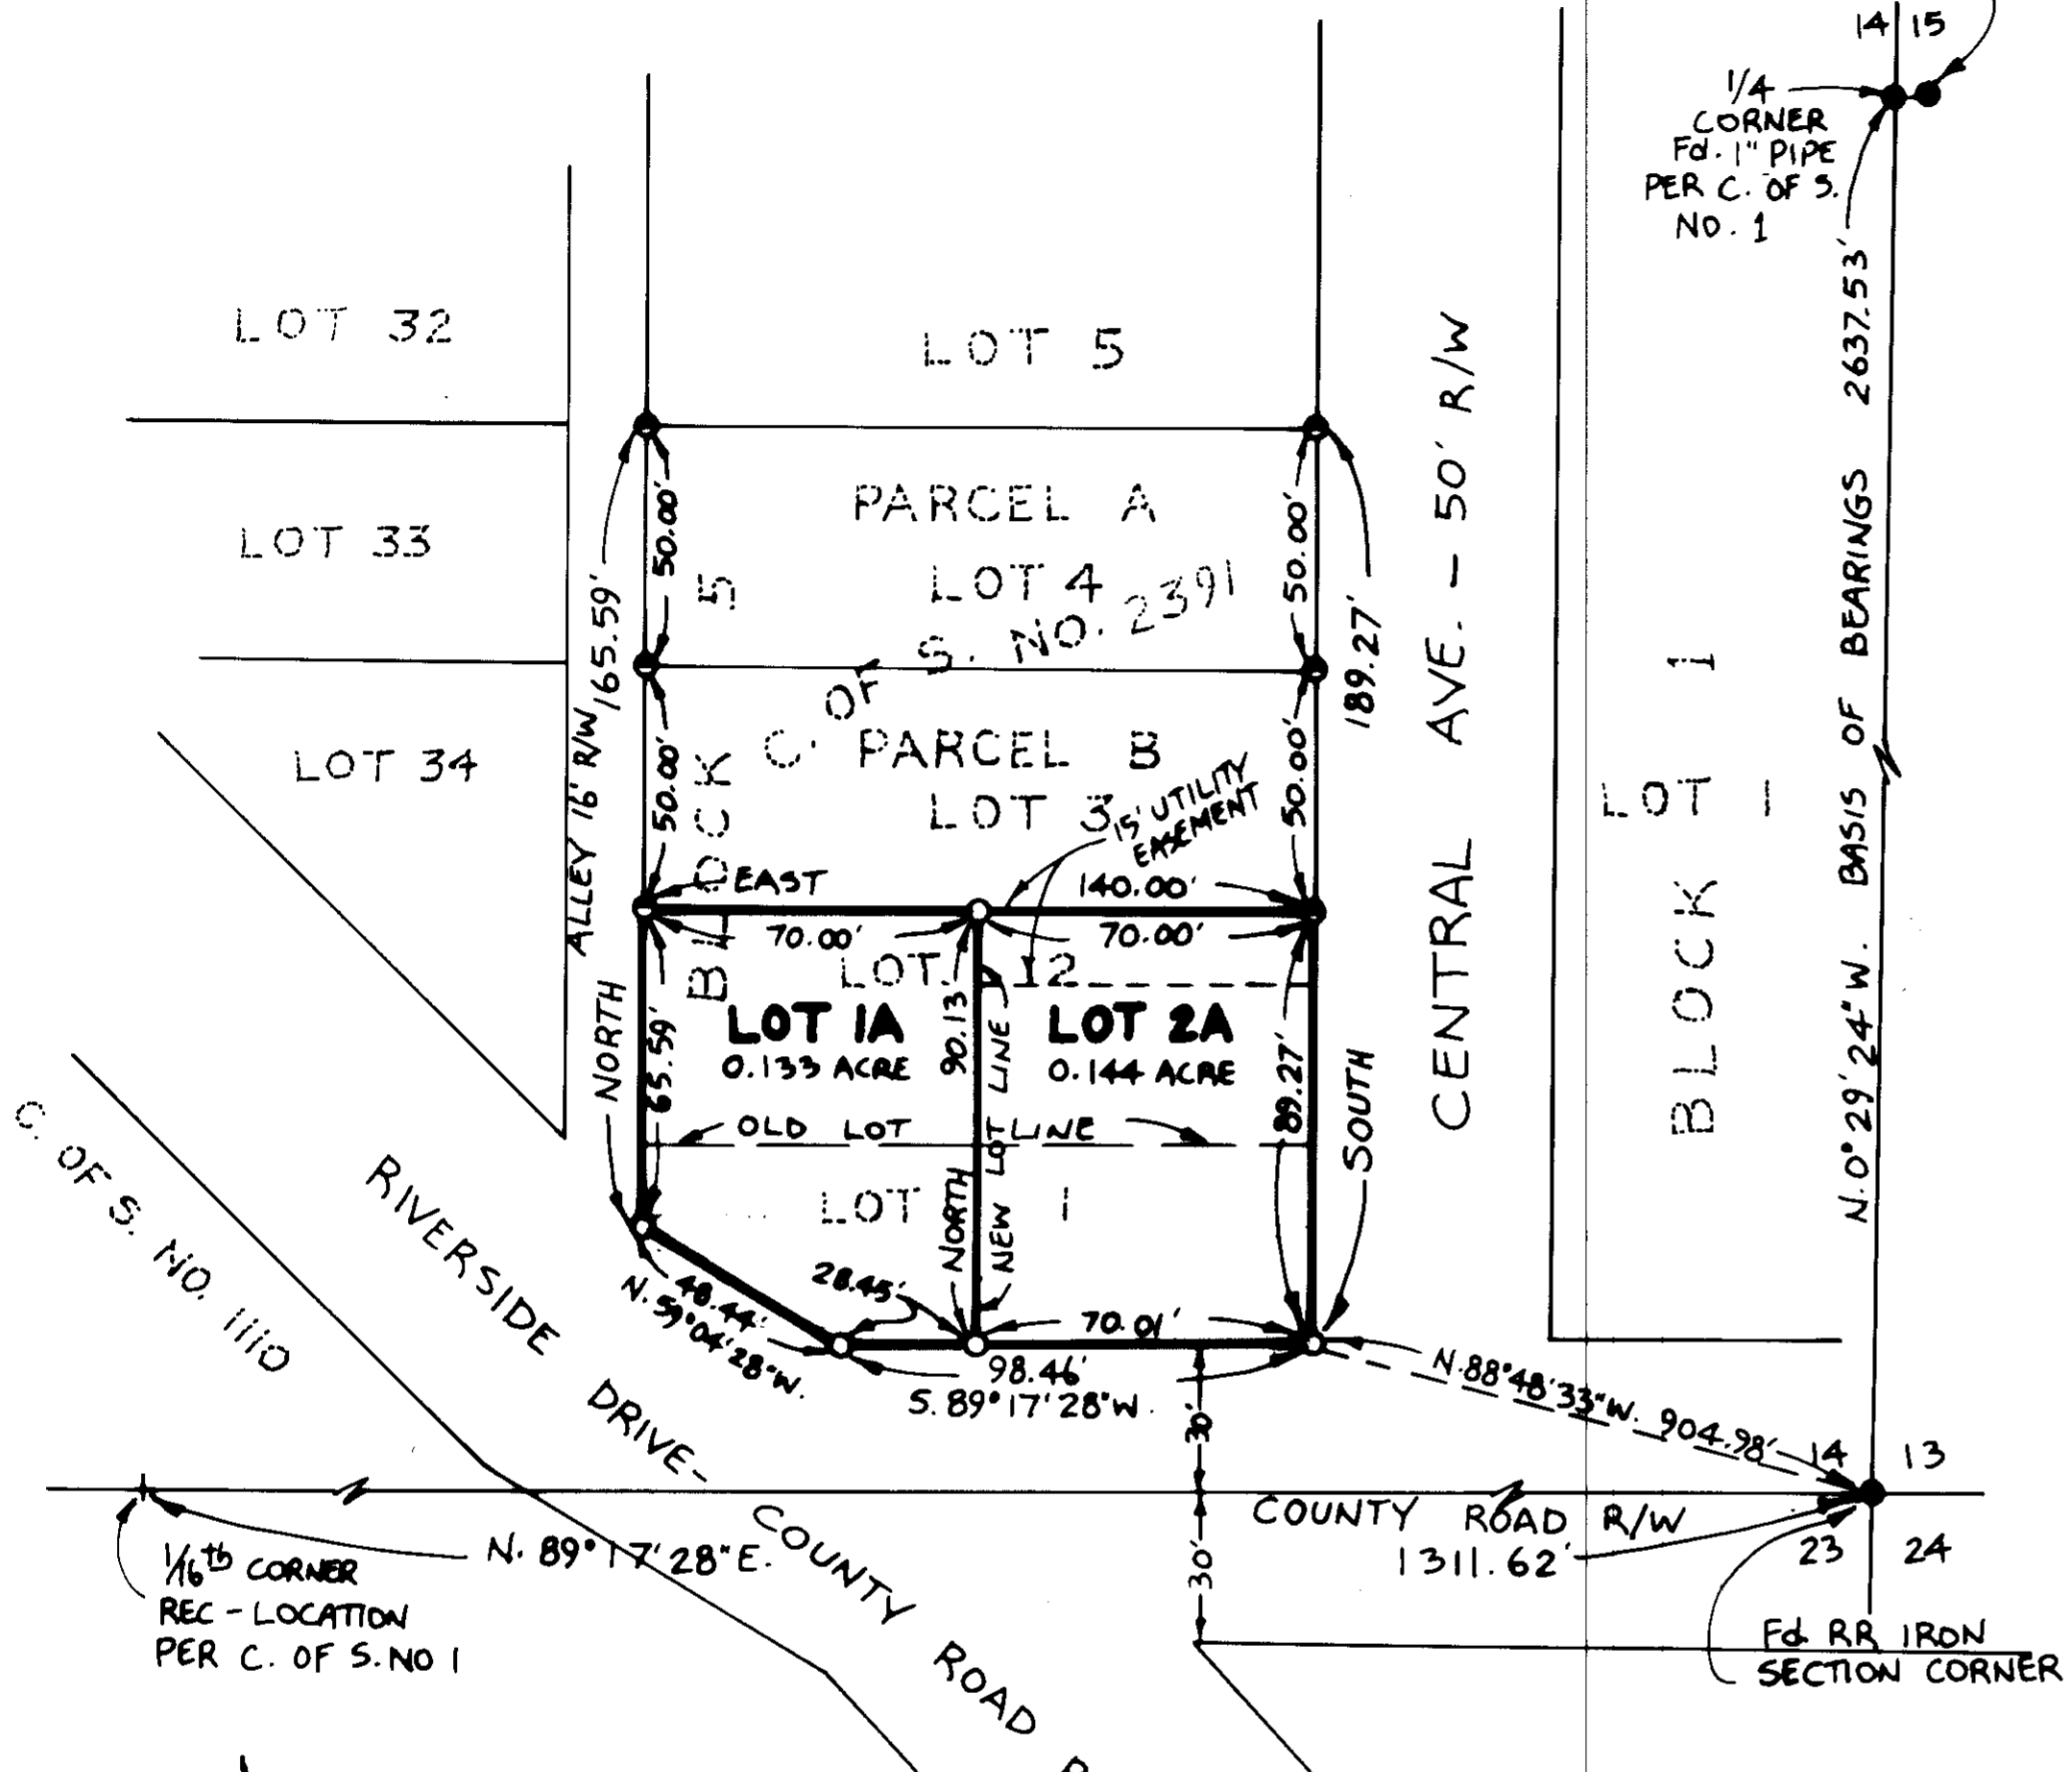 14 15
1/4
CORNER
Fd. 1" PIPE
PER C. OF S.
NO. 1
LOT 32
LOT 5
LOT 33
PARCEL A
LOT 4
50.00'
50.00'
165.59'
189.27'
C. OF S. NO. 2391
LOT 34
PARCEL B
LOT 3
50.00'
50.00'
15' UTILITY
EASEMENT
ALLEY 16' R/W
BLOCK 5
CENTRAL AVE. - 50' R/W
LOT 1
BLOCK 1
N. 0° 29' 24" W. BASIS OF BEARINGS 2637.53'
EAST
140.00'
70.00'
70.00'
LOT 2
LOT 1A
0.133 ACRE
LOT 2A
0.144 ACRE
NORTH
65.59'
90.13
89.27'
SOUTH
OLD LOT LINE
NORTH
NEW LOT LINE
LOT 1
28.45'
48.44'
N. 59° 04' 28" W.
70.01'
98.46'
S. 89° 17' 28" W.
30'
30'
N. 88° 48' 33" W. 904.98'
14 13
23 24
C. OF S. NO. 1110
RIVERSIDE DRIVE - COUNTY ROAD R
COUNTY ROAD R/W
1311.62'
N. 89° 17' 28" E.
1/16th CORNER
REC - LOCATION
PER C. OF S. NO 1
Fd RR IRON
SECTION CORNER